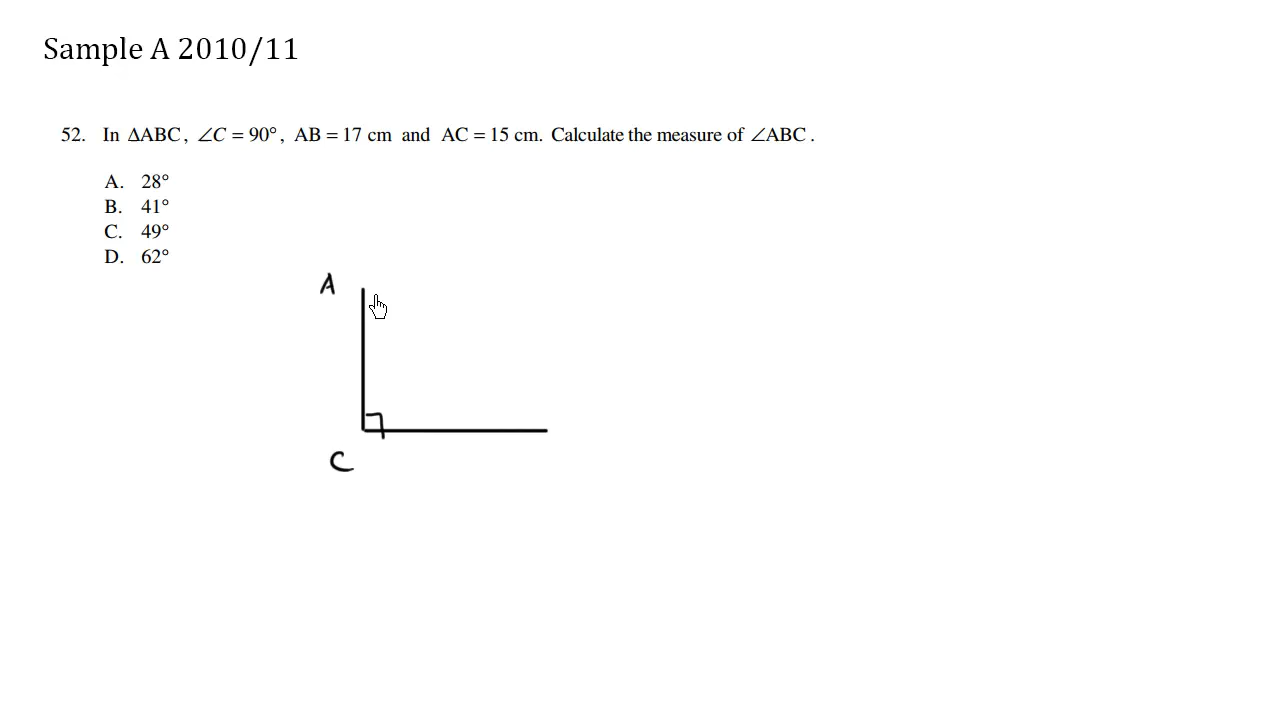 Sample A 2010/11
52. In ΔABC, ∠C = 90°, AB = 17 cm and AC = 15 cm. Calculate the measure of ∠ABC.
A. 28°
B. 41°
C. 49°
D. 62°
A
C